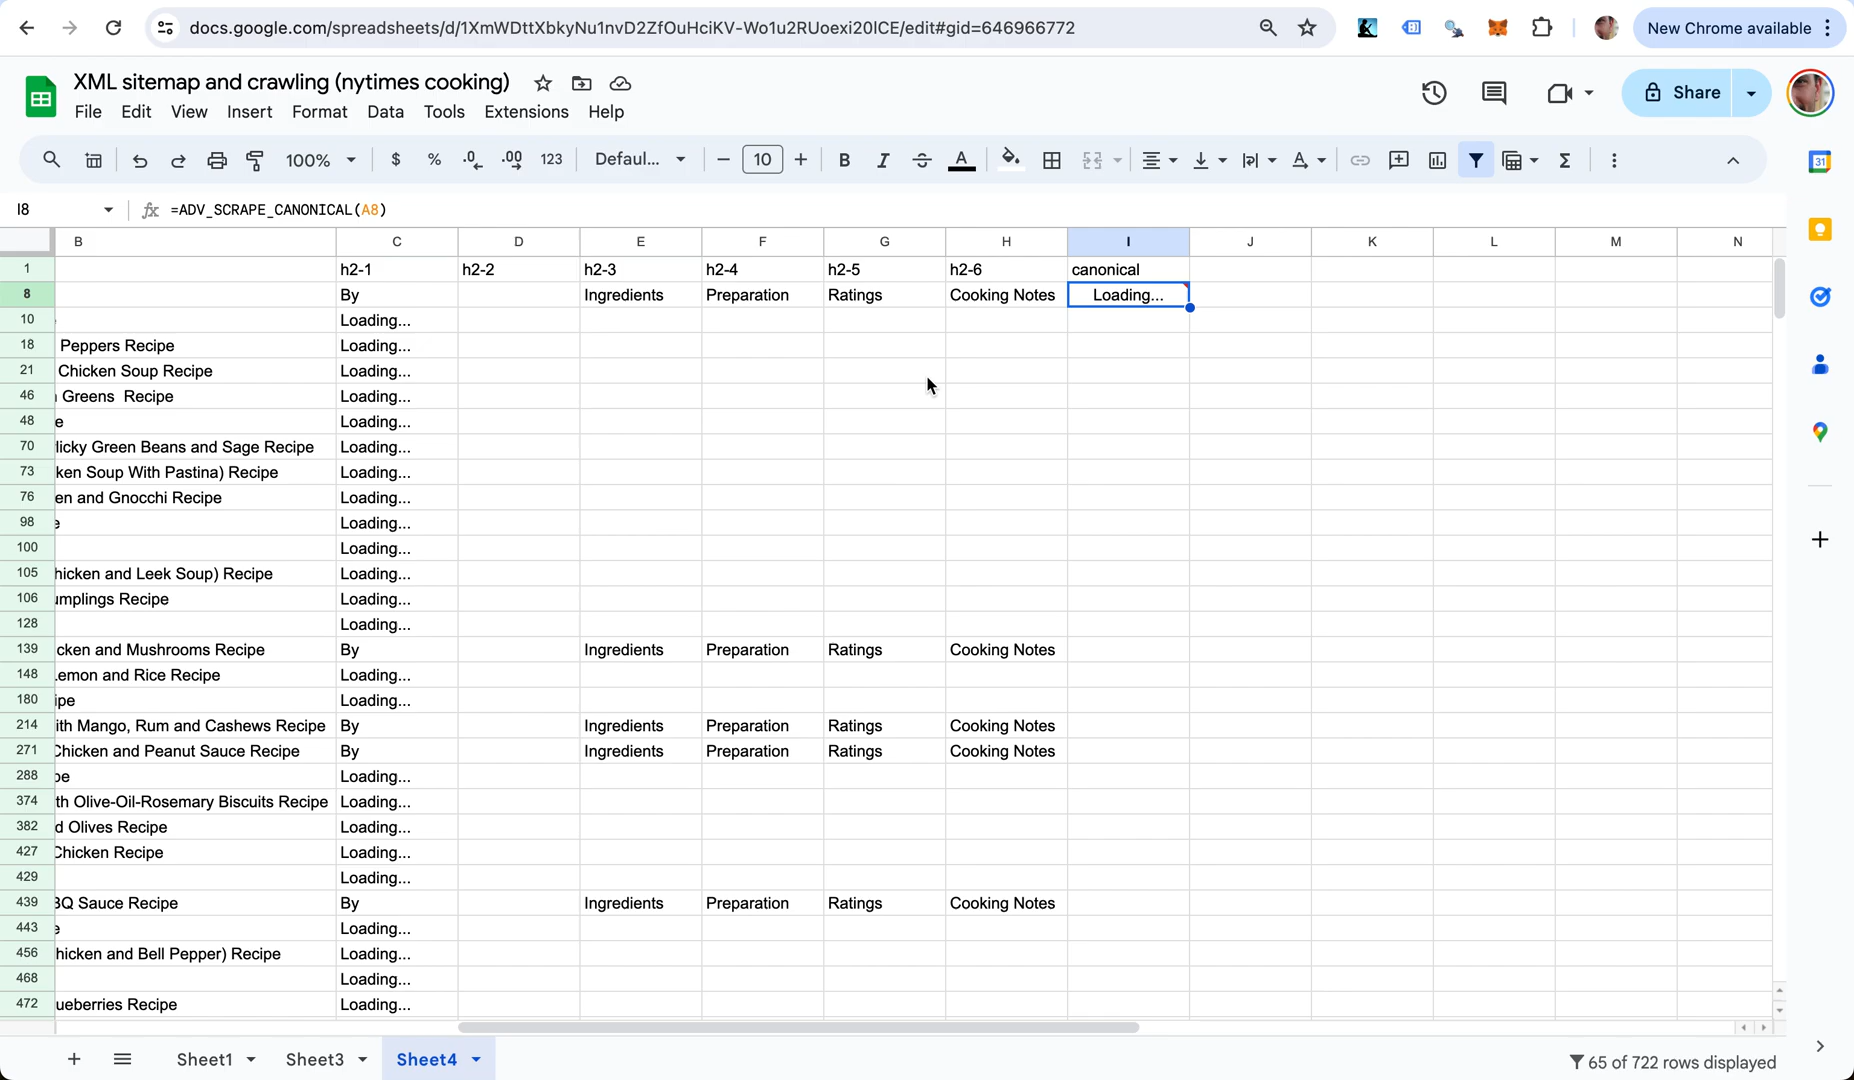 docs.google.com/spreadsheets/d/1XmWDttXbkyNu1nvD2ZfOuHciKV-Wo1u2RUoexi20lCE/edit#gid=646966772
New Chrome available
XML sitemap and crawling (nytimes cooking)
Share
File Edit View Insert Format Data Tools Extensions Help
100% $ % .0 .00 123 Defaul... 10 B I A
31
I8 fx =ADV_SCRAPE_CANONICAL(A8)
B C D E F G H I J K L M N
1 h2-1 h2-2 h2-3 h2-4 h2-5 h2-6 canonical
8 By Ingredients Preparation Ratings Cooking Notes Loading...
10 Loading...
18 Peppers Recipe Loading...
21 Chicken Soup Recipe Loading...
46 Greens Recipe Loading...
48 e Loading...
70 licky Green Beans and Sage Recipe Loading...
73 ken Soup With Pastina) Recipe Loading...
76 en and Gnocchi Recipe Loading...
98 e Loading...
100 Loading...
105 hicken and Leek Soup) Recipe Loading...
106 umplings Recipe Loading...
128 Loading...
139 cken and Mushrooms Recipe By Ingredients Preparation Ratings Cooking Notes
148 Lemon and Rice Recipe Loading...
180 ipe Loading...
214 ith Mango, Rum and Cashews Recipe By Ingredients Preparation Ratings Cooking Notes
271 Chicken and Peanut Sauce Recipe By Ingredients Preparation Ratings Cooking Notes
288 pe Loading...
374 th Olive-Oil-Rosemary Biscuits Recipe Loading...
382 d Olives Recipe Loading...
427 Chicken Recipe Loading...
429 Loading...
439 BQ Sauce Recipe By Ingredients Preparation Ratings Cooking Notes
443 e Loading...
456 hicken and Bell Pepper) Recipe Loading...
468 Loading...
472 ueberries Recipe Loading...
Sheet1 Sheet3 Sheet4 65 of 722 rows displayed